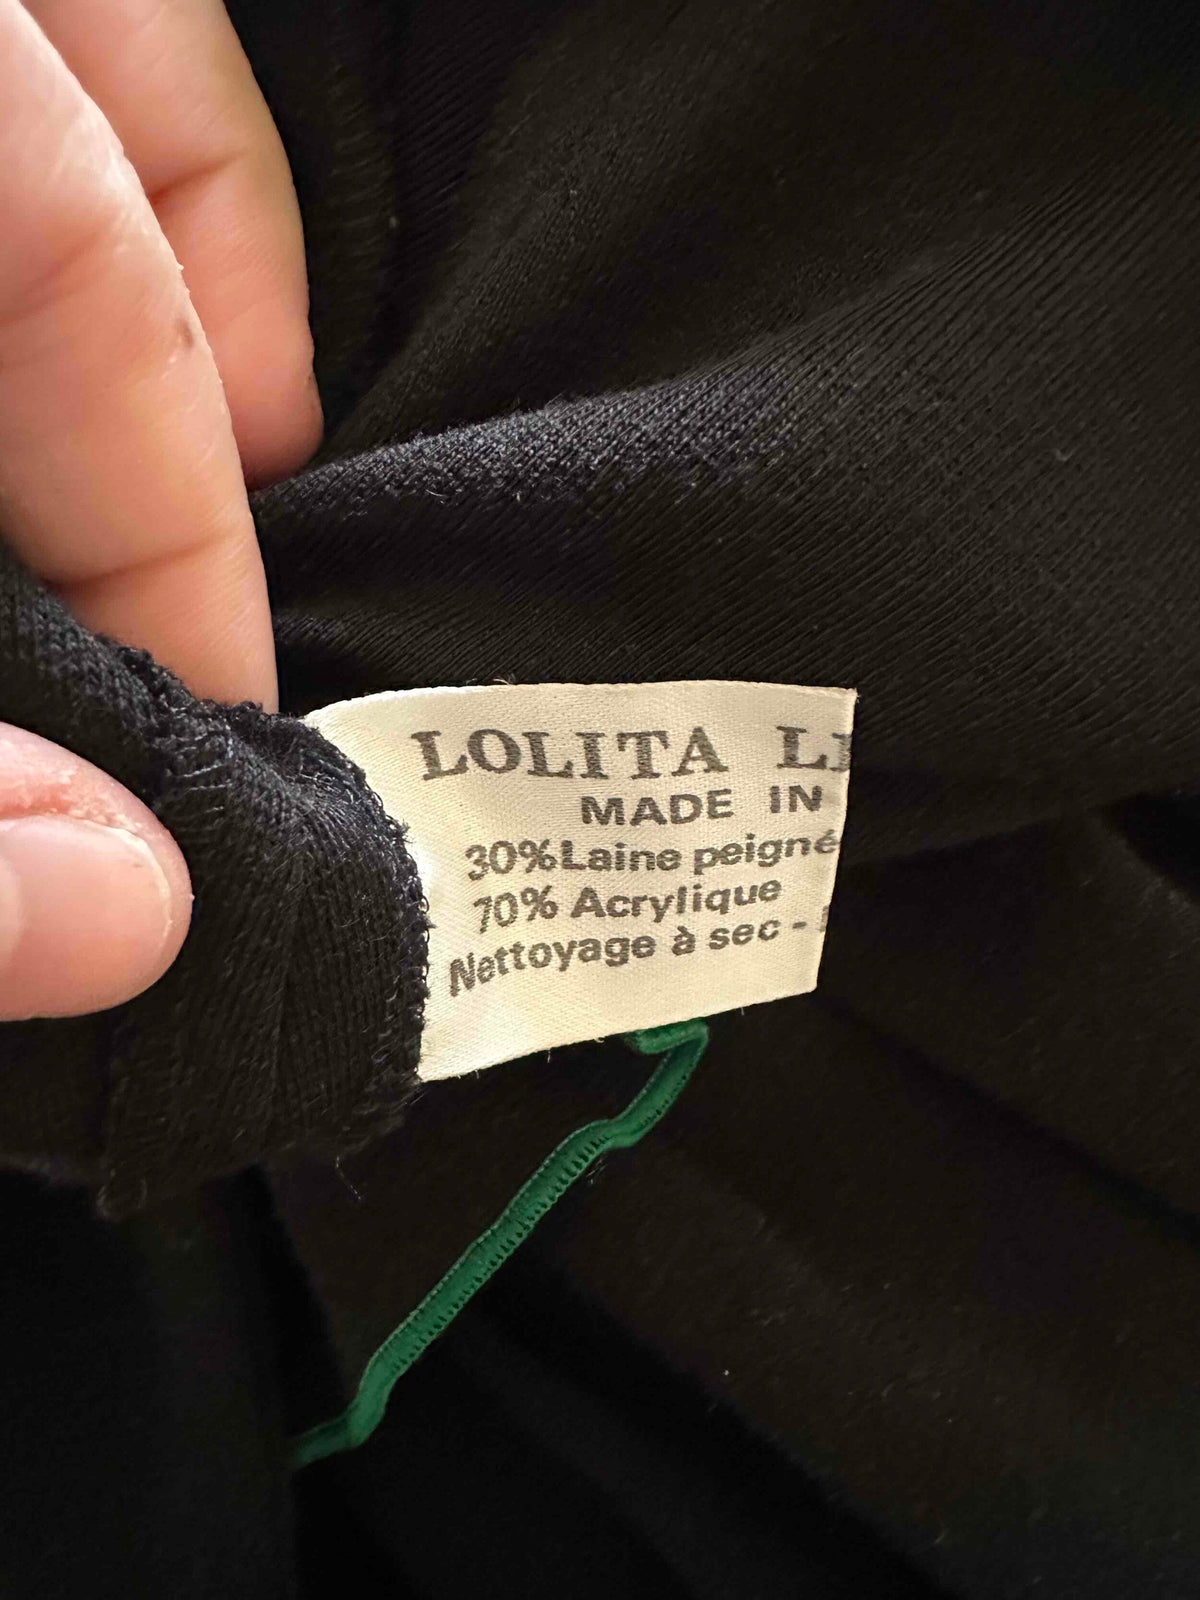 LOLITA
MADE IN
30% Laine peigné
70% Acrylique
Nettoyage à sec -